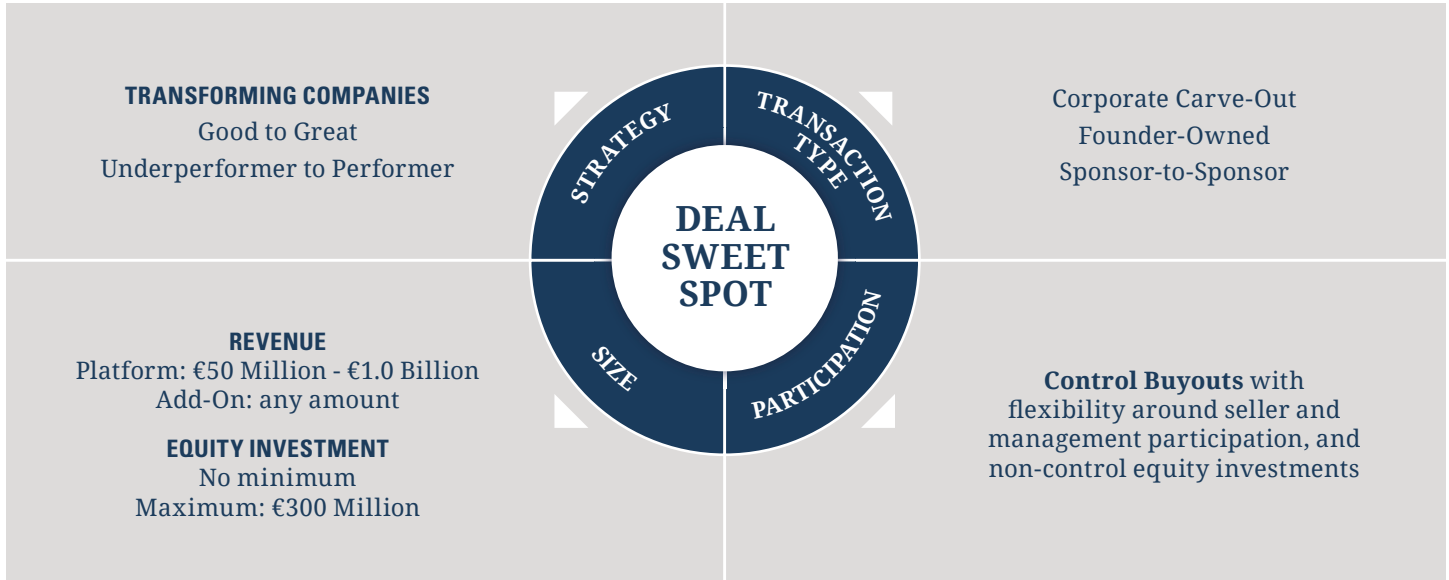 TRANSFORMING COMPANIES
Good to Great
Underperformer to Performer
STRATEGY
TRANSACTION
TYPE
Corporate Carve-Out
Founder-Owned
Sponsor-to-Sponsor
DEAL
SWEET
SPOT
REVENUE
Platform: €50 Million - €1.0 Billion
Add-On: any amount
EQUITY INVESTMENT
No minimum
Maximum: €300 Million
SIZE
PARTICIPATION
Control Buyouts with
flexibility around seller and
management participation, and
non-control equity investments